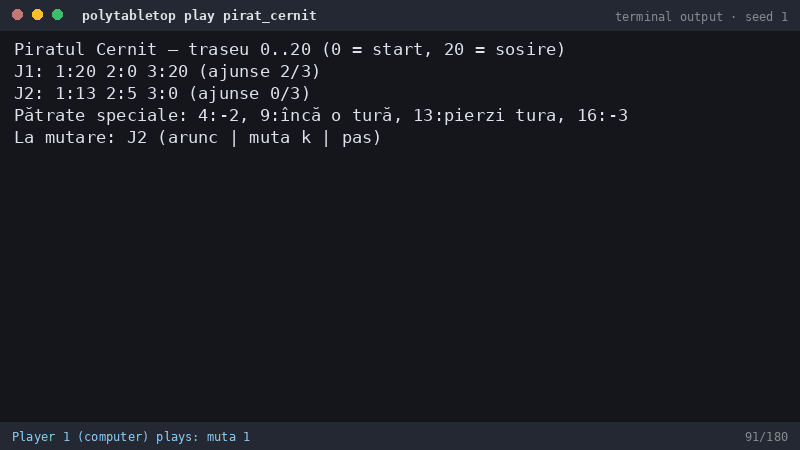 polytabletop play pirat_cernit
terminal output · seed 1
Piratul Cernit — traseu 0..20 (0 = start, 20 = sosire)
J1: 1:20 2:0 3:20 (ajunse 2/3)
J2: 1:13 2:5 3:0 (ajunse 0/3)
Pătrate speciale: 4:-2, 9:încă o tură, 13:pierzi tura, 16:-3
La mutare: J2 (arunc | muta k | pas)
Player 1 (computer) plays: muta 1
91/180